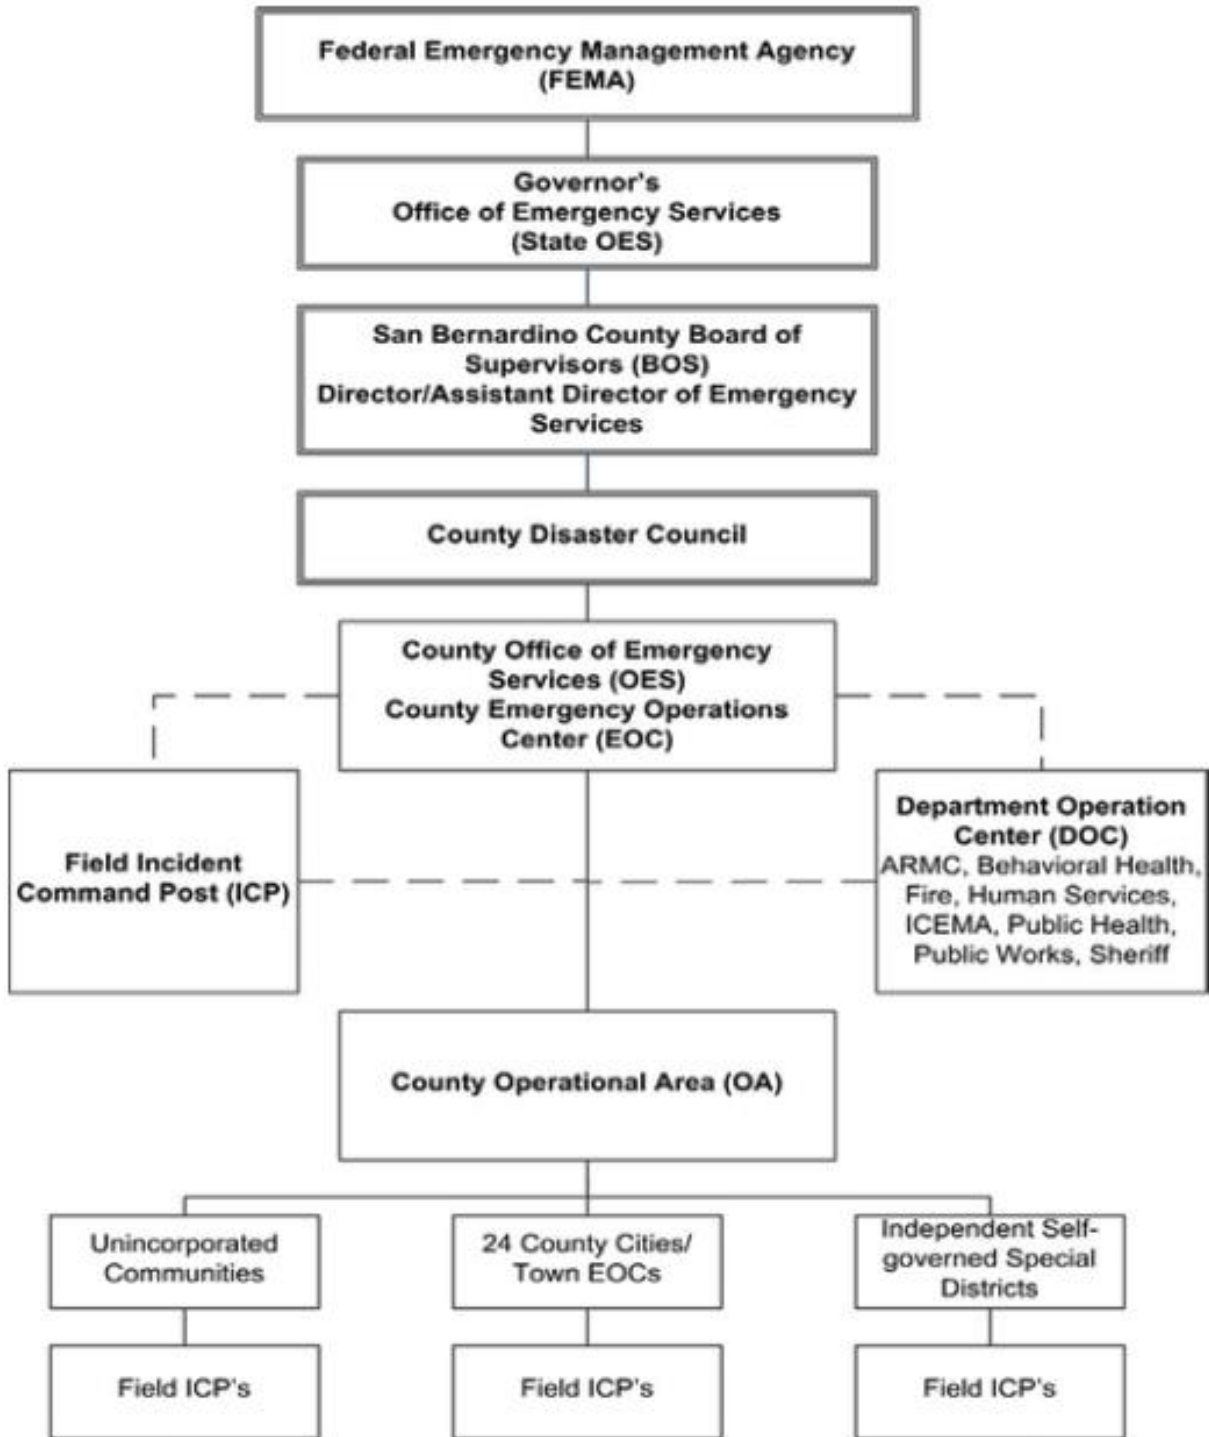 Federal Emergency Management Agency
(FEMA)
Governor's
Office of Emergency Services
(State OES)
San Bernardino County Board of
Supervisors (BOS)
Director/Assistant Director of Emergency
Services
County Disaster Council
County Office of Emergency
Services (OES)
County Emergency Operations
Center (EOC)
Field Incident
Command Post (ICP)
Department Operation
Center (DOC)
ARMC, Behavioral Health,
Fire, Human Services,
ICEMA, Public Health,
Public Works, Sheriff
County Operational Area (OA)
Unincorporated
Communities
24 County Cities/
Town EOCs
Independent Self-
governed Special
Districts
Field ICP's
Field ICP's
Field ICP's